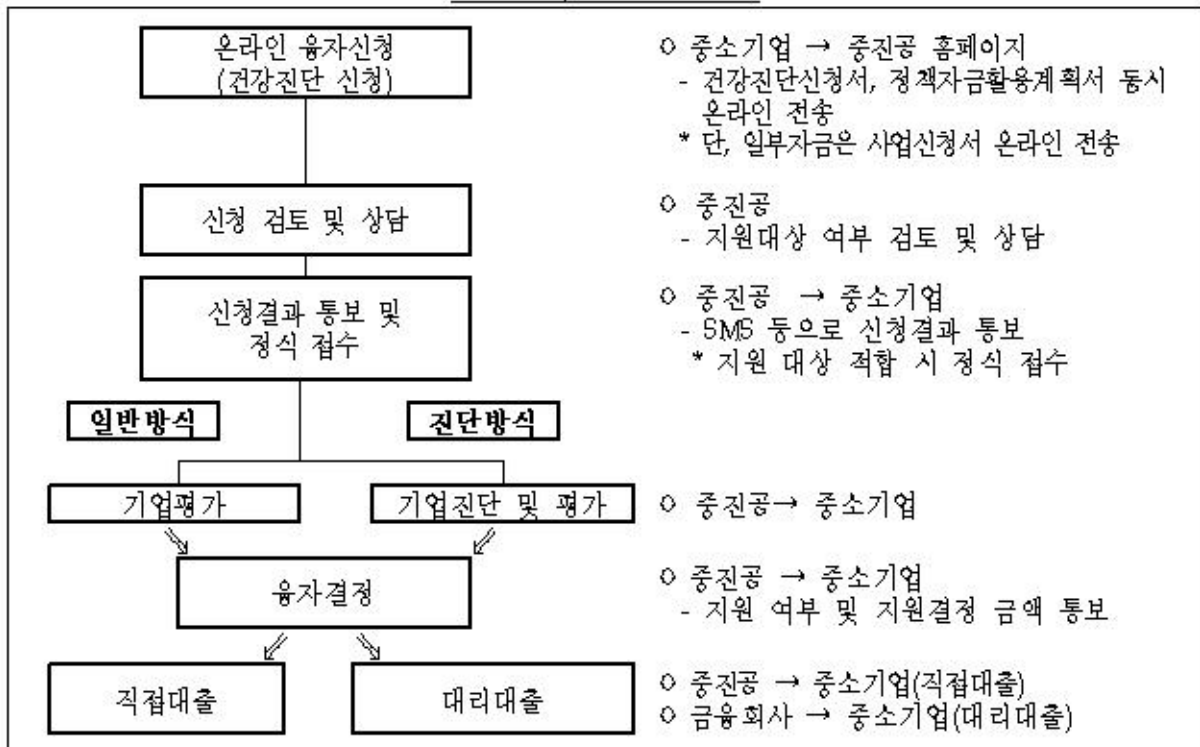 온라인 융자신청
(건강진단 신청)
o 중소기업 → 중진공 홈페이지
- 건강진단신청서, 정책자금활용계획서 동시
온라인 전송
* 단, 일부자금은 사업신청서 온라인 전송
신청 검토 및 상담
o 중진공
- 지원대상 여부 검토 및 상담
신청결과 통보 및
정식 접수
o 중진공 → 중소기업
- SMS 등으로 신청결과 통보
* 지원 대상 적합 시 정식 접수
일반방식
진단방식
기업평가
기업진단 및 평가
o 중진공→ 중소기업
융자결정
o 중진공 → 중소기업
- 지원 여부 및 지원결정 금액 통보
직접대출
대리대출
o 중진공 → 중소기업(직접대출)
o 금융회사 → 중소기업(대리대출)